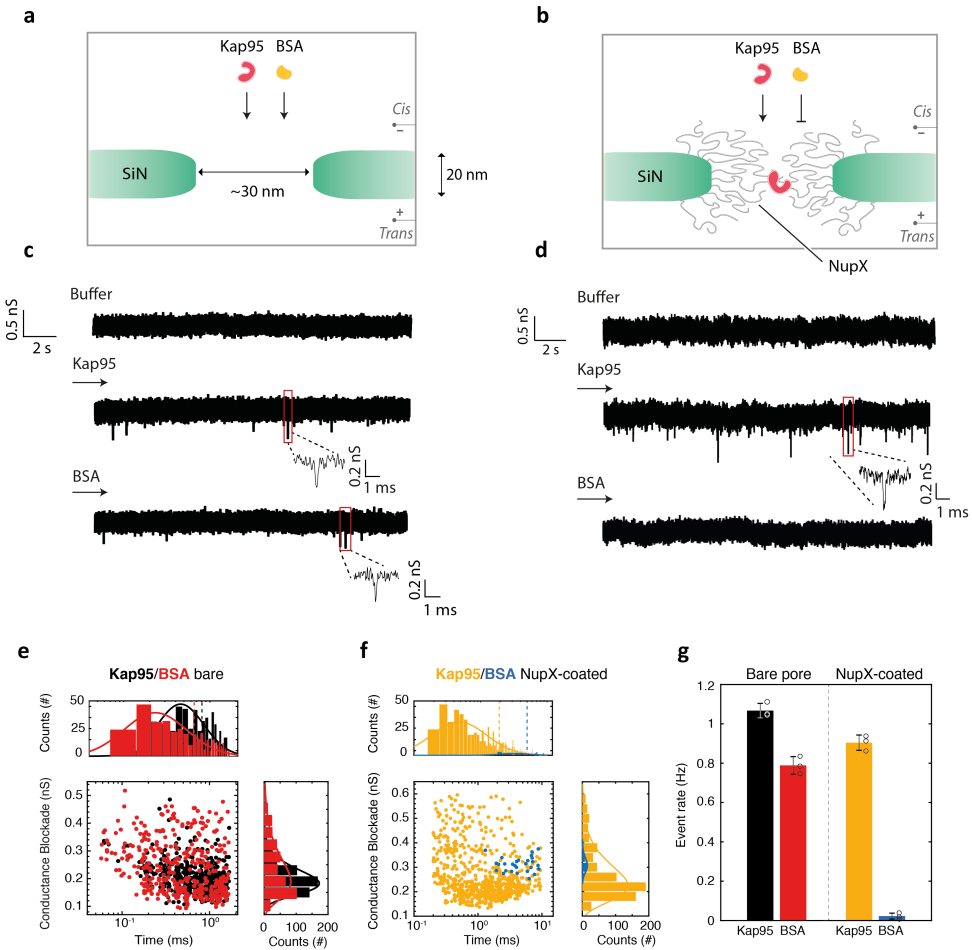 a
Kap95 BSA
Cis
−
SiN
~30 nm
20 nm
+
Trans
b
Kap95 BSA
Cis
−
SiN
+
Trans
NupX
c
Buffer
0.5 nS
2 s
Kap95
0.2 nS
1 ms
BSA
0.2 nS
1 ms
d
Buffer
0.5 nS
2 s
Kap95
0.2 nS
1 ms
BSA
e
Kap95/BSA bare
Counts (#)
50
25
0
Conductance Blockade (nS)
0.5
0.4
0.3
0.2
0.1
10⁻¹ 10⁰
Time (ms)
0 100 200
Counts (#)
f
Kap95/BSA NupX-coated
Counts (#)
50
25
0
Conductance Blockade (nS)
0.6
0.5
0.4
0.3
0.2
0.1
10⁻¹ 10⁰ 10¹
Time (ms)
0 100 200
Counts (#)
g
Bare pore NupX-coated
Event rate (Hz)
1.2
1
0.8
0.6
0.4
0.2
0
Kap95 BSA Kap95 BSA